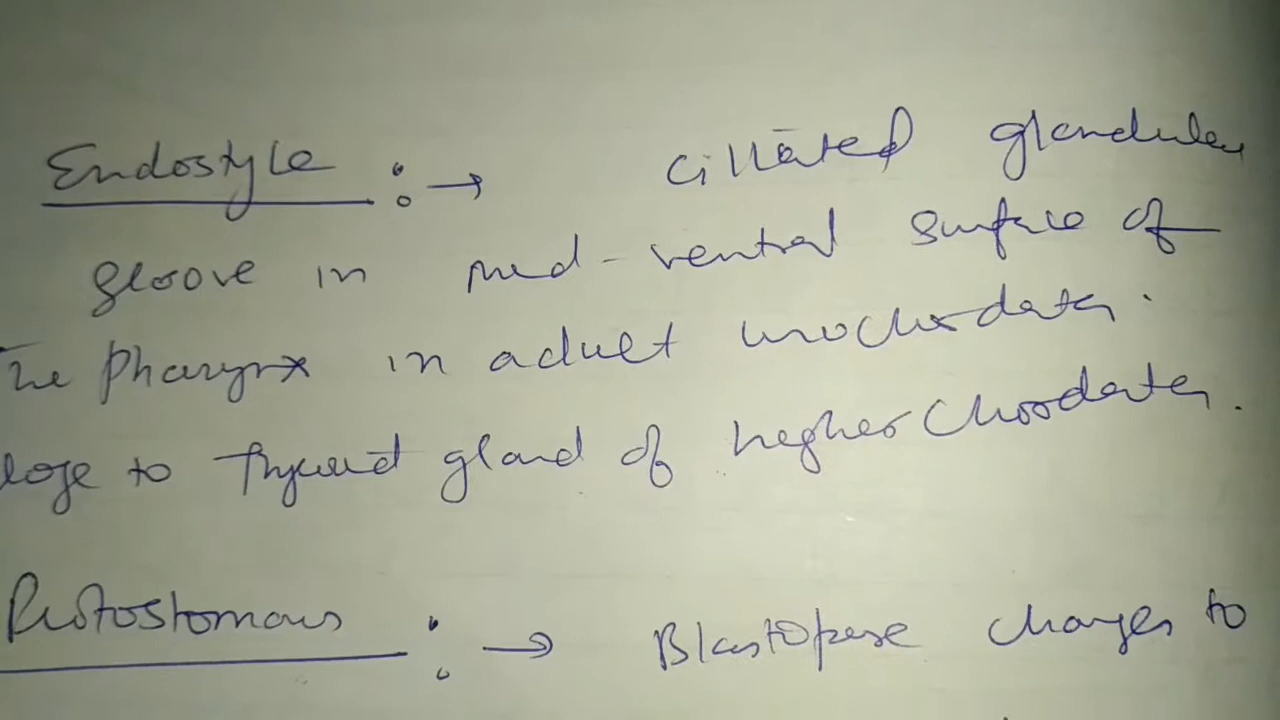 Endostyle :→ ciliated glandular
groove in mid-ventral surface of
The Pharynx in adult urochordates.
to Thyroid gland of higher Chordates.
Protostomous :→ Blastopore changes to